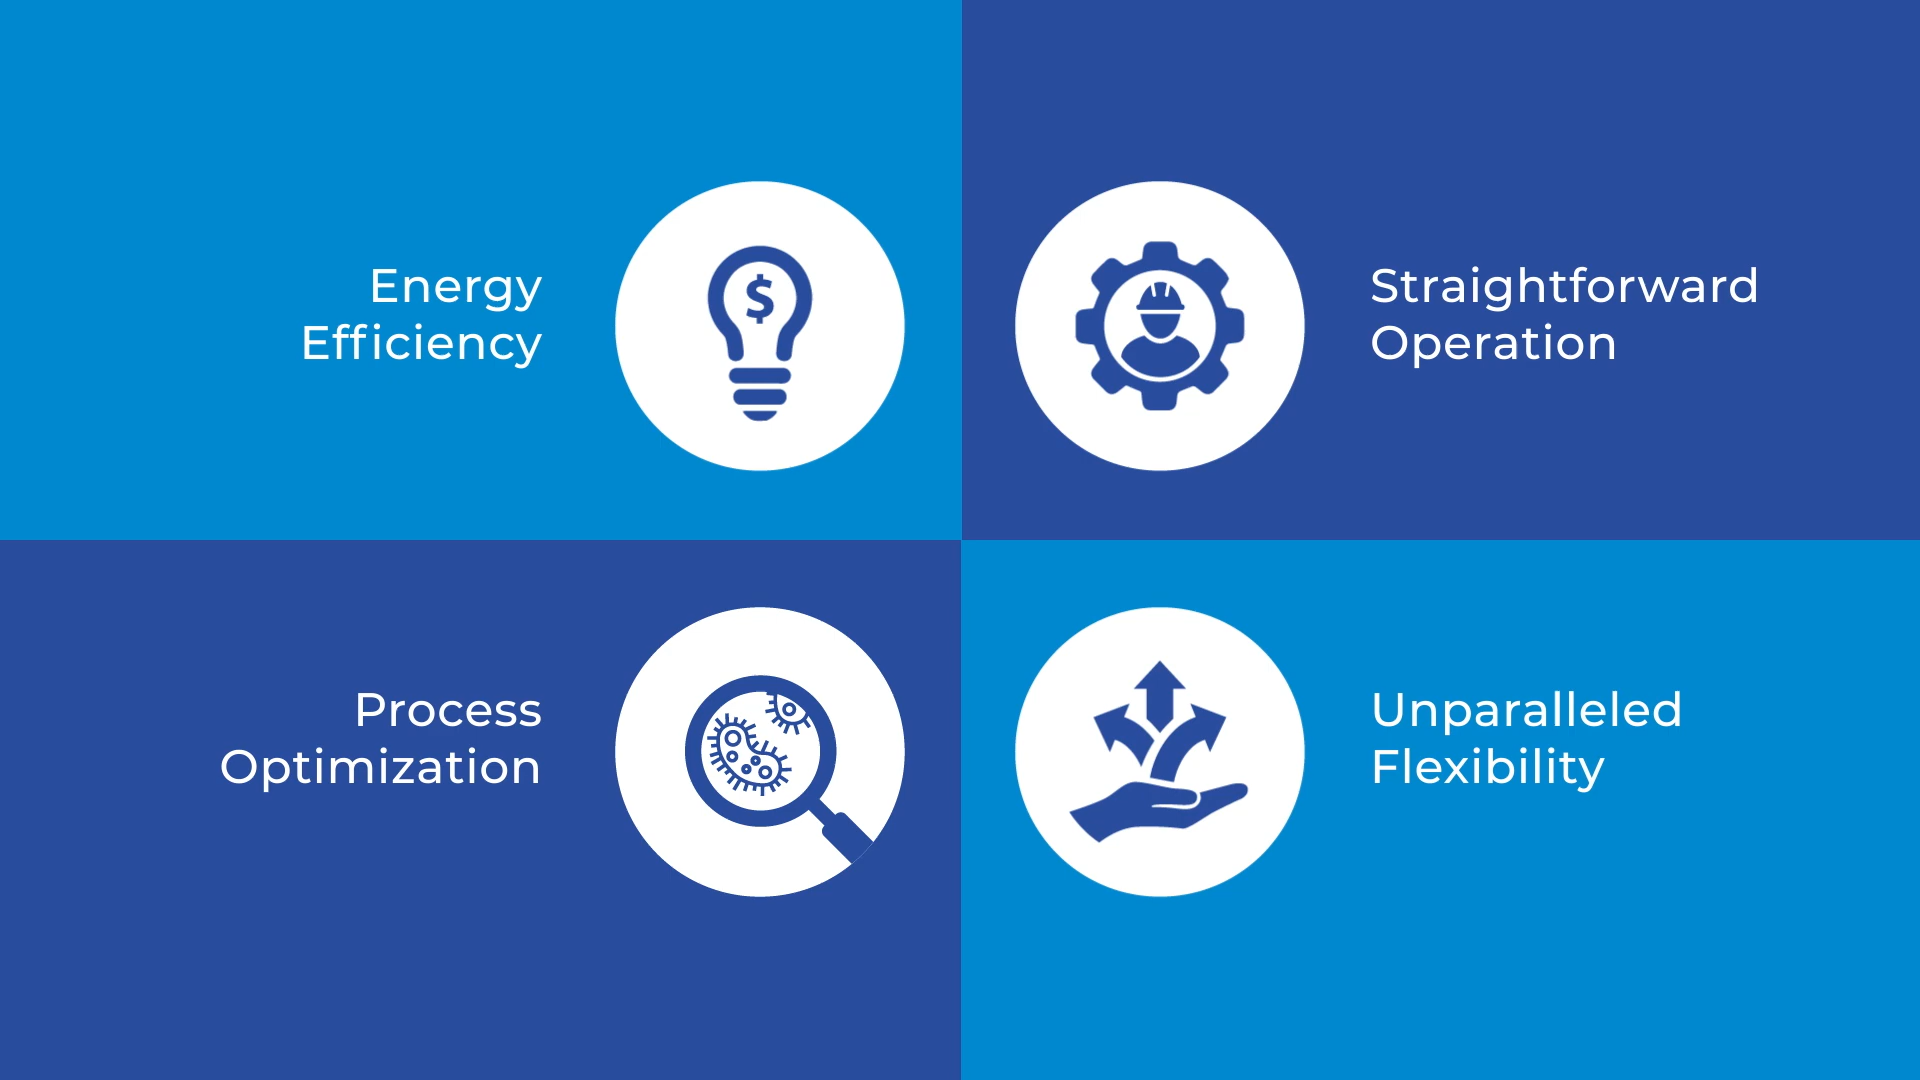 Energy
Efficiency
$
Straightforward
Operation
Process
Optimization
Unparalleled
Flexibility